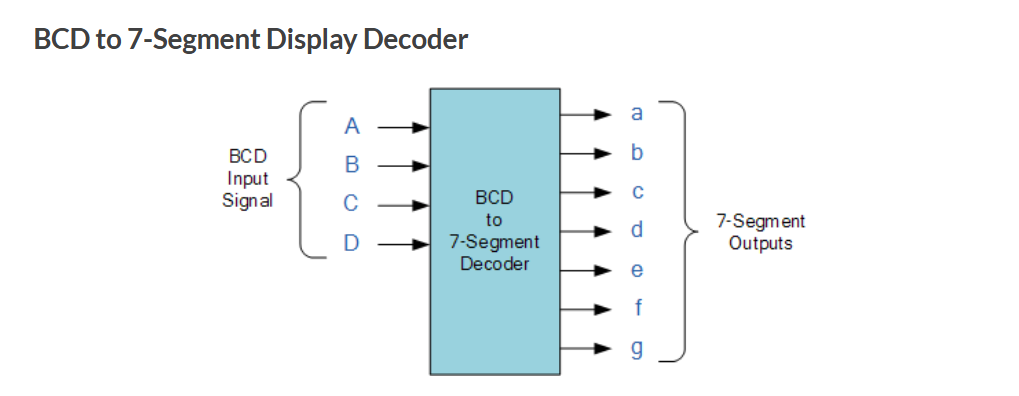 BCD to 7-Segment Display Decoder
BCD
Input
Signal
A
B
C
D
BCD
to
7-Segment
Decoder
a
b
c
d
e
f
g
7-Segment
Outputs